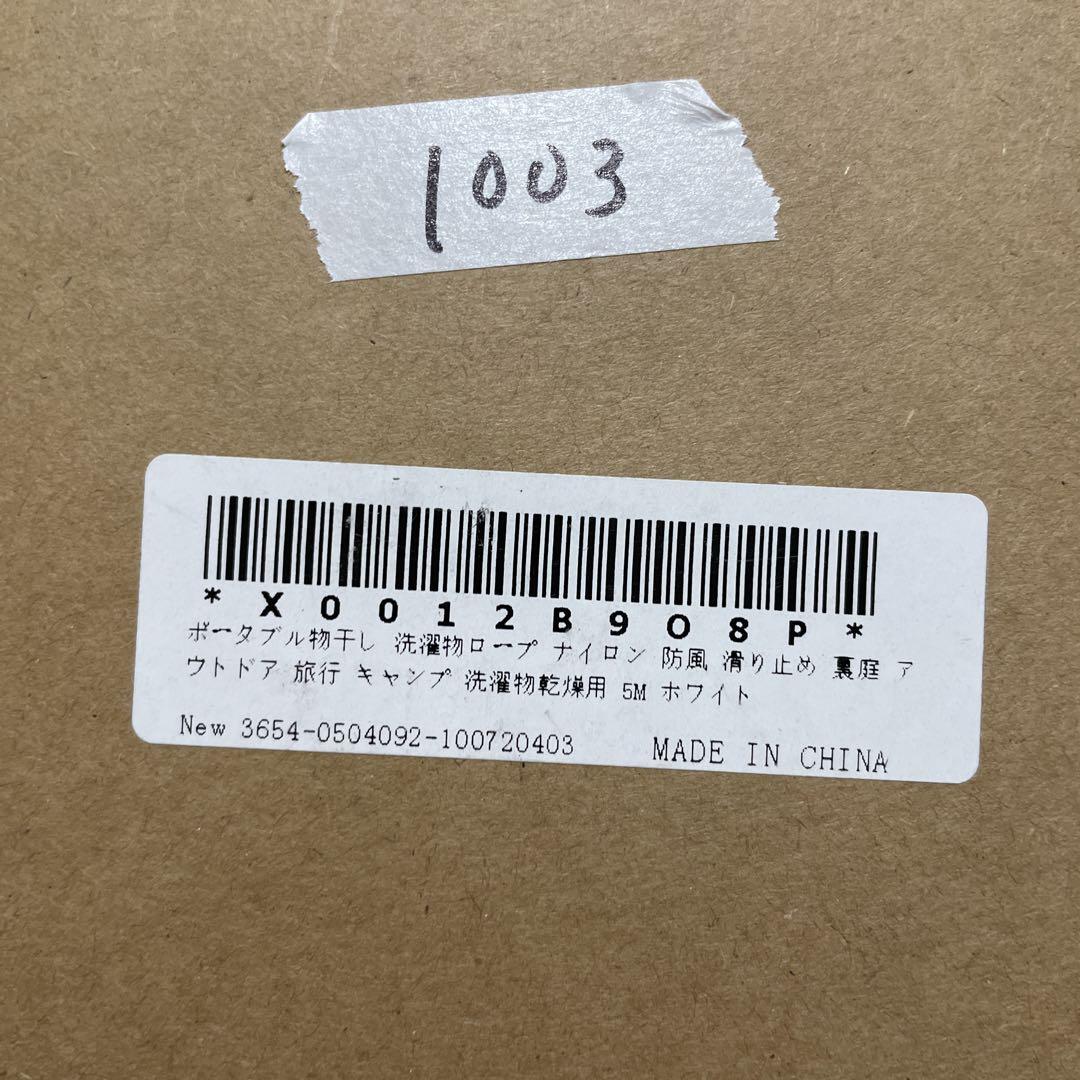 1003
*X0012B9O8P*
ポータブル物干し 洗濯物ロープ ナイロン 防風 滑り止め 裏庭 ア
ウトドア 旅行 キャンプ 洗濯物乾燥用 5M ホワイト
New 3654-0504092-100720403 MADE IN CHINA